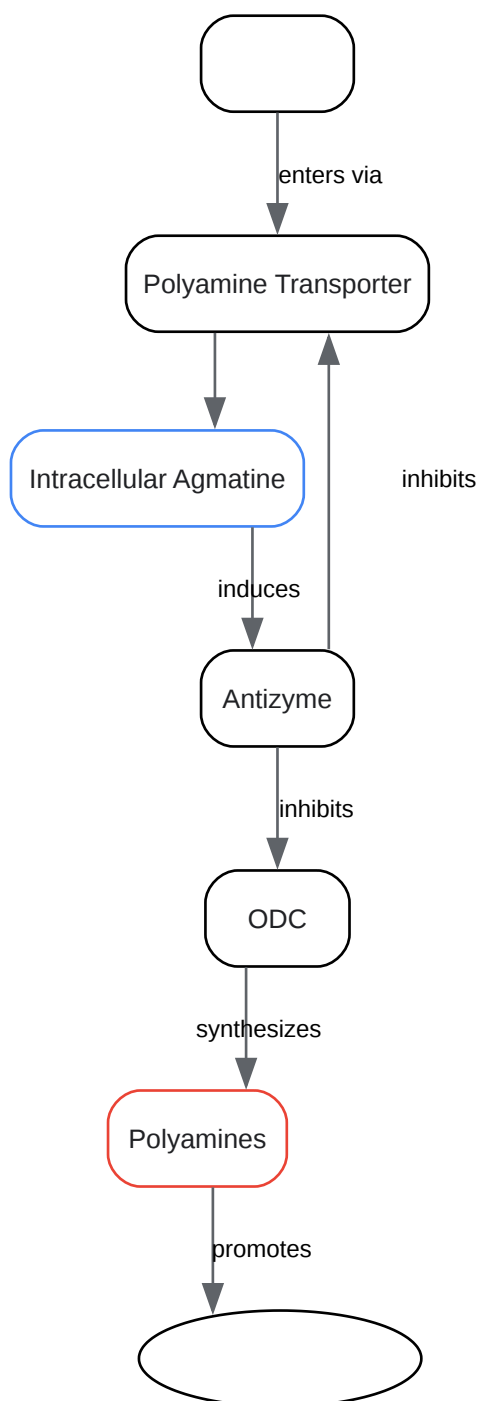 enters via
Polyamine Transporter
Intracellular Agmatine
inhibits
induces
Antizyme
inhibits
ODC
synthesizes
Polyamines
promotes